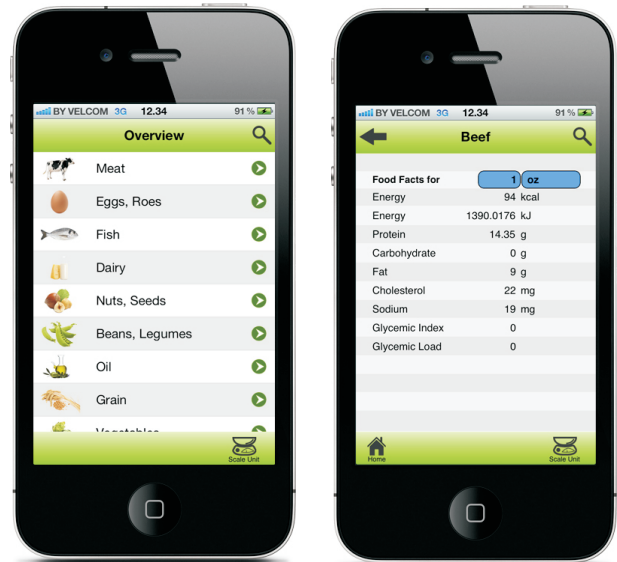 BY VELCOM 3G 12.34 91 %
Overview
Meat
Eggs, Roes
Fish
Dairy
Nuts, Seeds
Beans, Legumes
Oil
Grain
Vegetables
Scale Unit
BY VELCOM 3G 12.34 91 %
Beef
Food Facts for 1 oz
Energy 94 kcal
Energy 1390.0176 kJ
Protein 14.35 g
Carbohydrate 0 g
Fat 9 g
Cholesterol 22 mg
Sodium 19 mg
Glycemic Index 0
Glycemic Load 0
Home Scale Unit